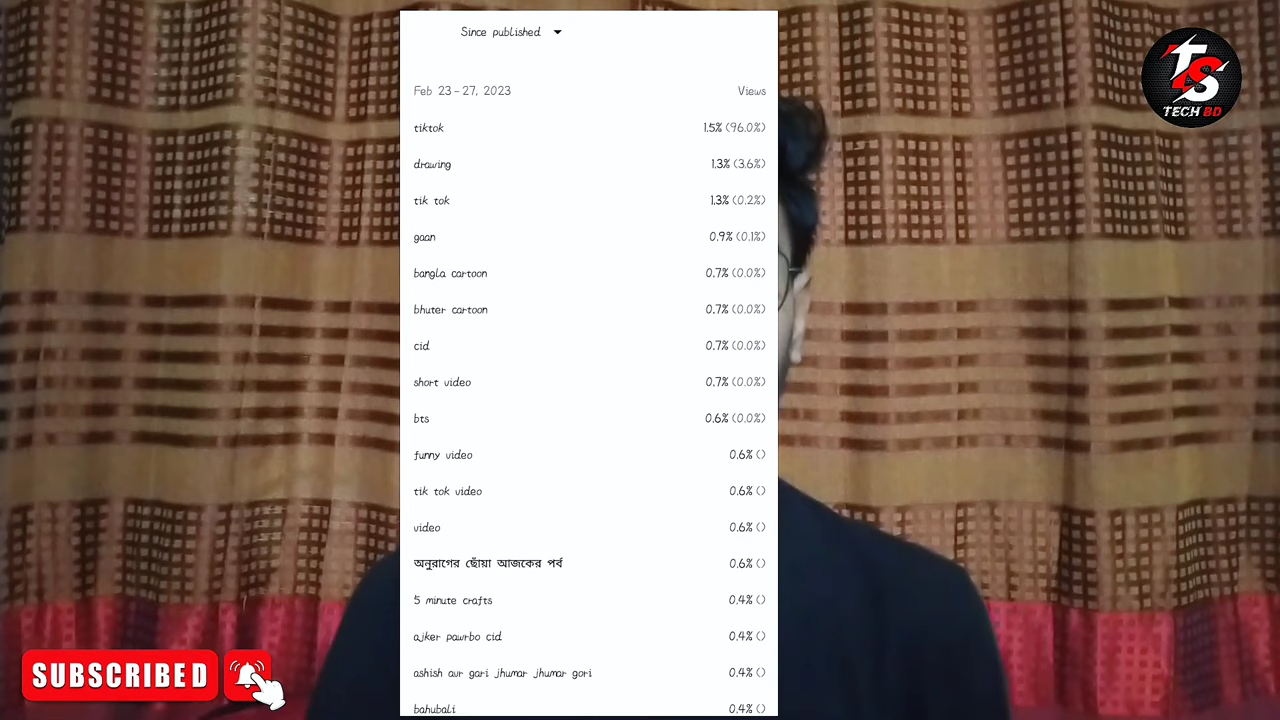 Since published
Feb 23 – 27, 2023 Views
tiktok 1.5% (96.0%)
drawing 1.3% (3.6%)
tik tok 1.3% (0.2%)
gaan 0.9% (0.1%)
bangla cartoon 0.7% (0.0%)
bhuter cartoon 0.7% (0.0%)
cid 0.7% (0.0%)
short video 0.7% (0.0%)
bts 0.6% (0.0%)
funny video 0.6% ()
tik tok video 0.6% ()
video 0.6% ()
অনুরাগের ছোঁয়া আজকের পর্ব 0.6% ()
5 minute crafts 0.4% ()
ajker pawrbo cid 0.4% ()
ashish aur gari jhumar jhumar gori 0.4% ()
bahubali 0.4% ()
TS
TECH BD
SUBSCRIBED